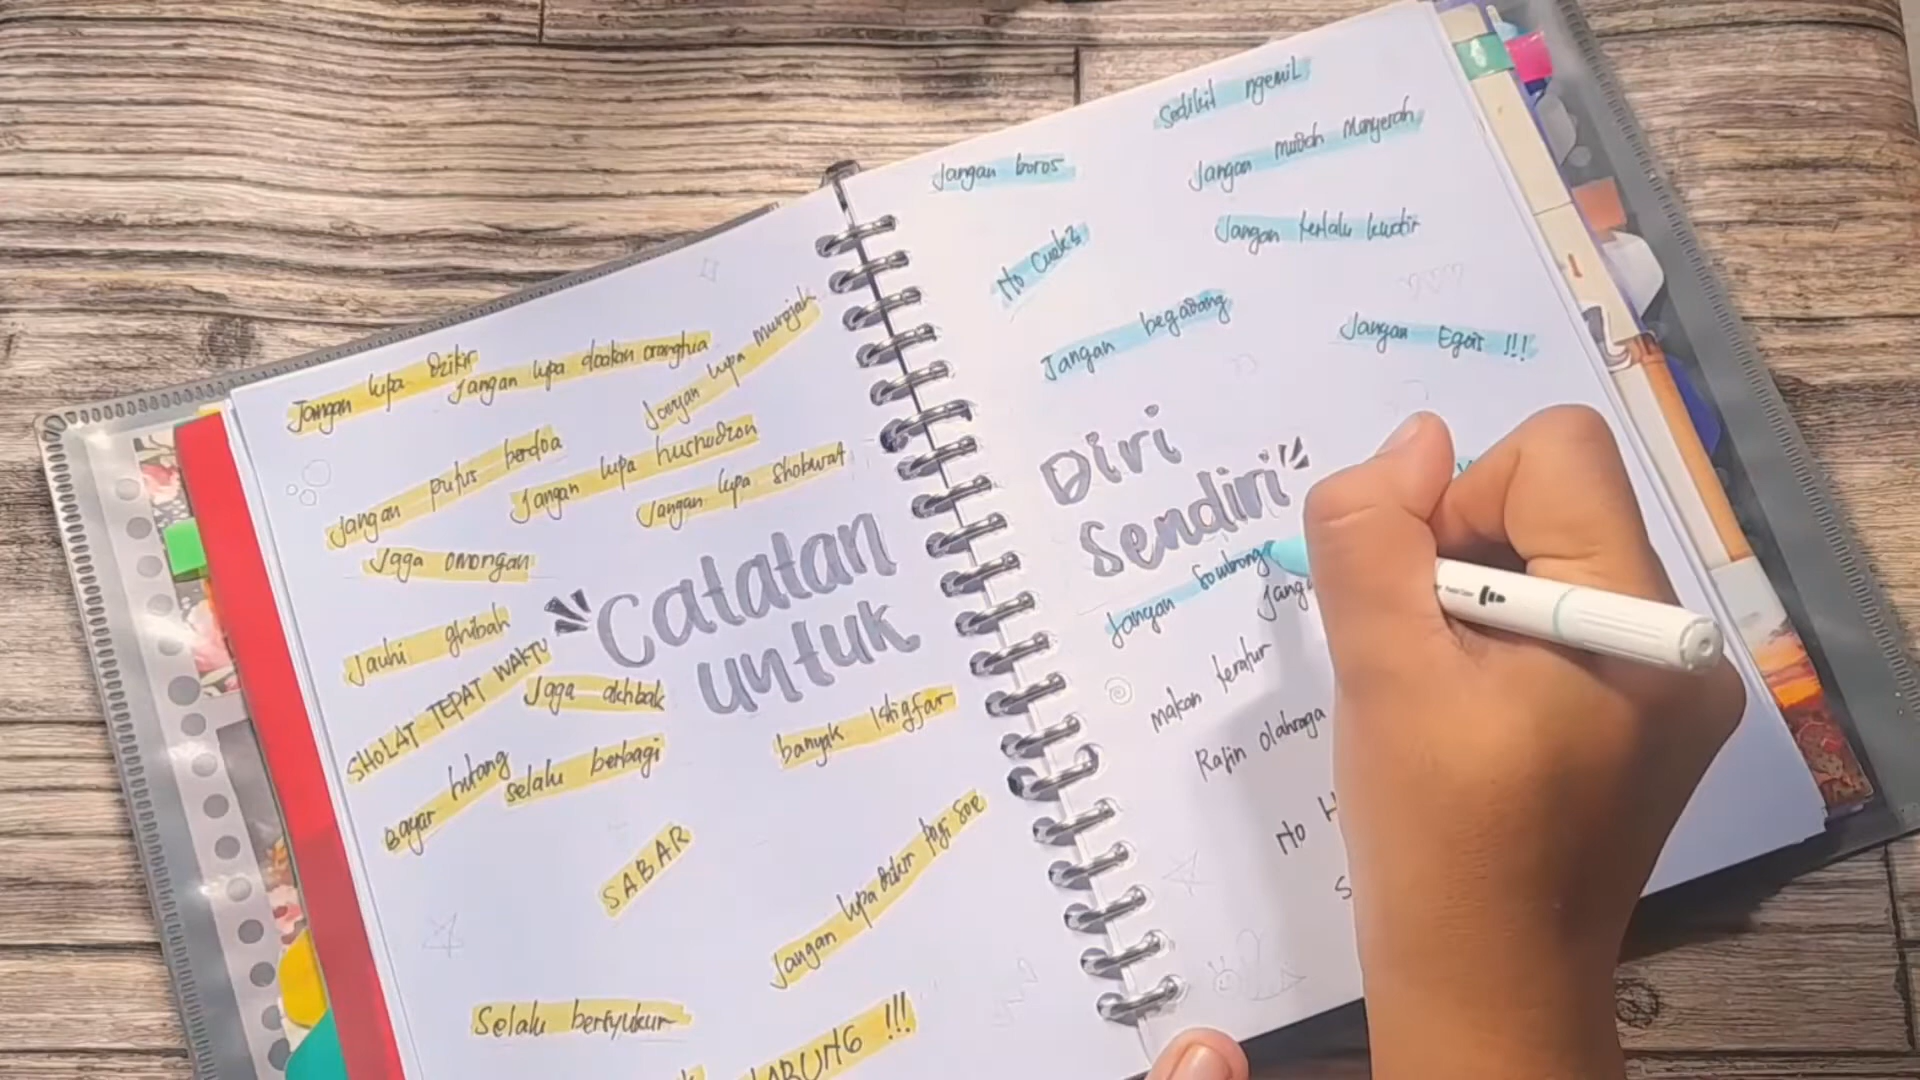 Jangan lupa dzikir
Jangan lupa doakan orangtua
Jangan lupa murojah
Jangan putus berdoa
Jangan lupa husnudzon
Jangan lupa sholawat
Jaga omongan
Jauhi ghibah
SHOLAT TEPAT WAKTU
Jaga akhlak
Bayar hutang
selalu berbagi
banyak istigfar
SABAR
Jangan lupa dzikir pagi sore
Selalu bersyukur
!!!
"Catatan
untuk
Sedikit ngemil
Jangan boros
Jangan mudah menyerah
Jangan terlalu kuatir
No Cuek2
Jangan begadang
Jangan Egois !!!
Diri
Sendiri"
Jangan Sombong
makan teratur
Rajin olahraga
No